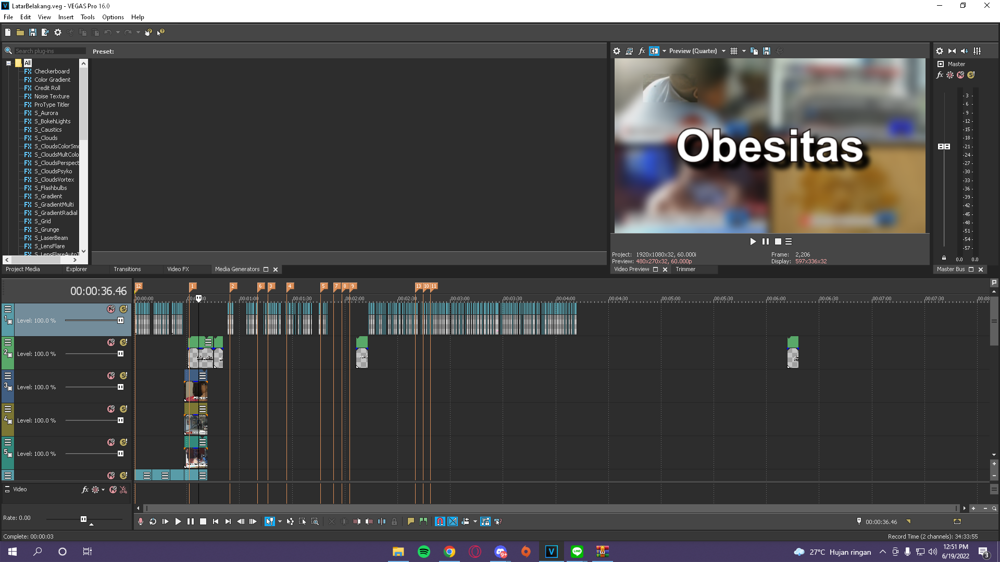 LatarBelakang.veg - VEGAS Pro 16.0
File Edit View Insert Tools Options Help
Search plug-ins
Preset:
All
Checkerboard
Color Gradient
Credit Roll
Noise Texture
ProType Titler
S_Aurora
S_BokehLights
S_Caustics
S_Clouds
S_CloudsColorSmo
S_CloudsMultColo
S_CloudsPerspect
S_CloudsPsyko
S_CloudsVortex
S_Flashbulbs
S_Gradient
S_GradientMulti
S_GradientRadial
S_Grid
S_Grunge
S_LaserBeam
S_LensFlare
S_LensFlareAutoT
Project Media Explorer Transitions Video FX Media Generators
Preview (Quarter)
Obesitas
Project: 1920x1080x32, 60.000i Frame: 2,206
Preview: 480x270x32, 60.000p Display: 597x336x32
Video Preview Trimmer
Master
-3-
-6-
-9-
-12-
-15-
-18-
-21-
-24-
-27-
-30-
-33-
-36-
-39-
-42-
-45-
-48-
-51-
-54-
-57-
0.0 0.0
Master Bus
00:00:36.46
12 1 2 6 3 4 5 7 8 9 13 10 11
00:00:00 00:01:00 00:01:30 00:02:00 00:02:30 00:03:00 00:03:30 00:04:00 00:04:30 00:05:00 00:05:30 00:06:00 00:06:30 00:07:00 00:07:30 00:08
1 Level: 100.0 %
2 Level: 100.0 %
3 Level: 100.0 %
4 Level: 100.0 %
5 Level: 100.0 %
Video
Rate: 0.00
00:00:36.46
Complete: 00:00:03
Record Time (2 channels): 34:33:55
9+
27°C Hujan ringan
12:51 PM
6/19/2022
3